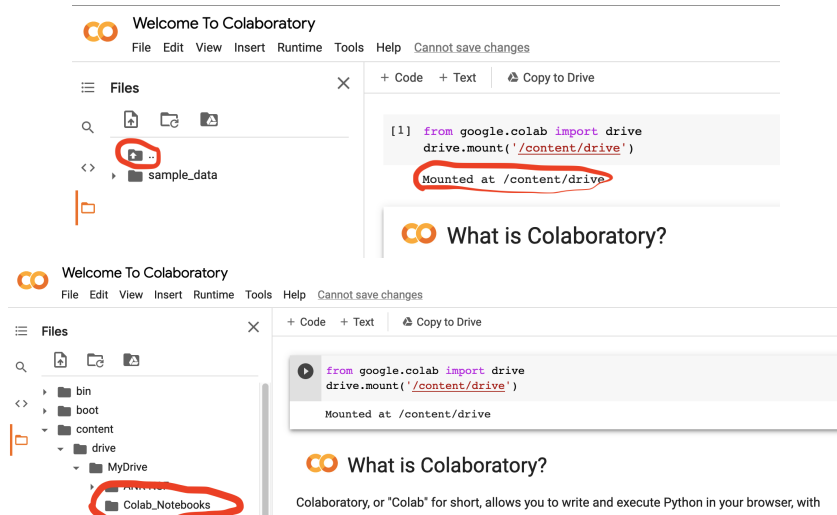 Welcome To Colaboratory
File Edit View Insert Runtime Tools Help Cannot save changes
Files
+ Code + Text Copy to Drive
..
sample_data
[1] from google.colab import drive
drive.mount('/content/drive')
Mounted at /content/drive
What is Colaboratory?
Welcome To Colaboratory
File Edit View Insert Runtime Tools Help Cannot save changes
Files
+ Code + Text Copy to Drive
bin
boot
content
drive
MyDrive
Colab_Notebooks
from google.colab import drive
drive.mount('/content/drive')
Mounted at /content/drive
What is Colaboratory?
Colaboratory, or "Colab" for short, allows you to write and execute Python in your browser, with